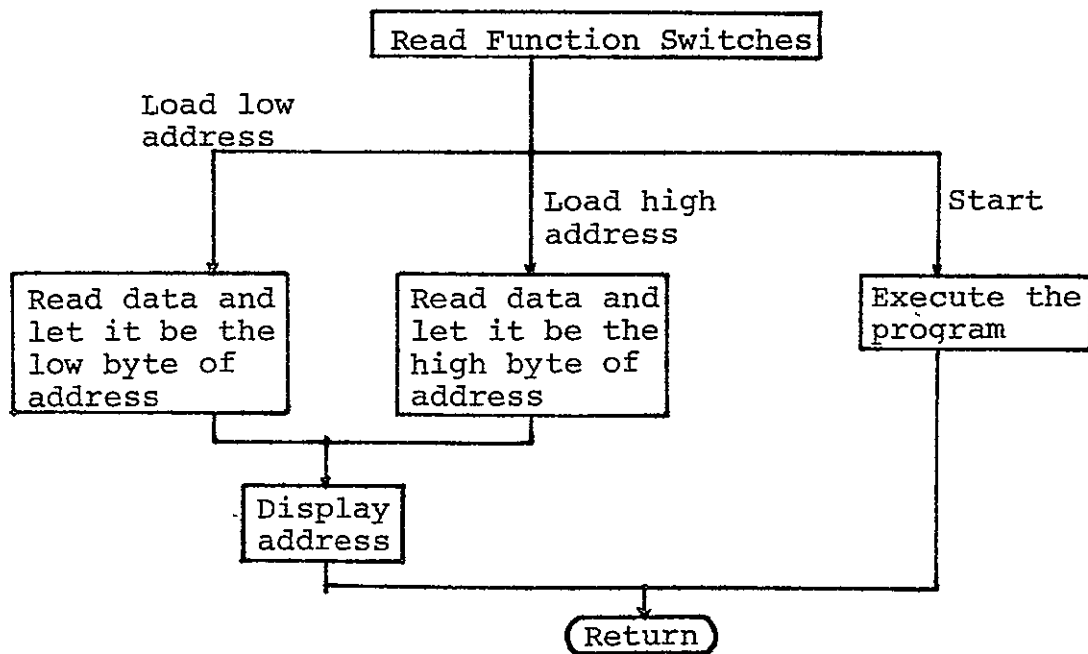 Read Function Switches
Load low
address
Load high
address
Start
Read data and
let it be the
low byte of
address
Read data and
let it be the
high byte of
address
Execute the
program
Display
address
Return